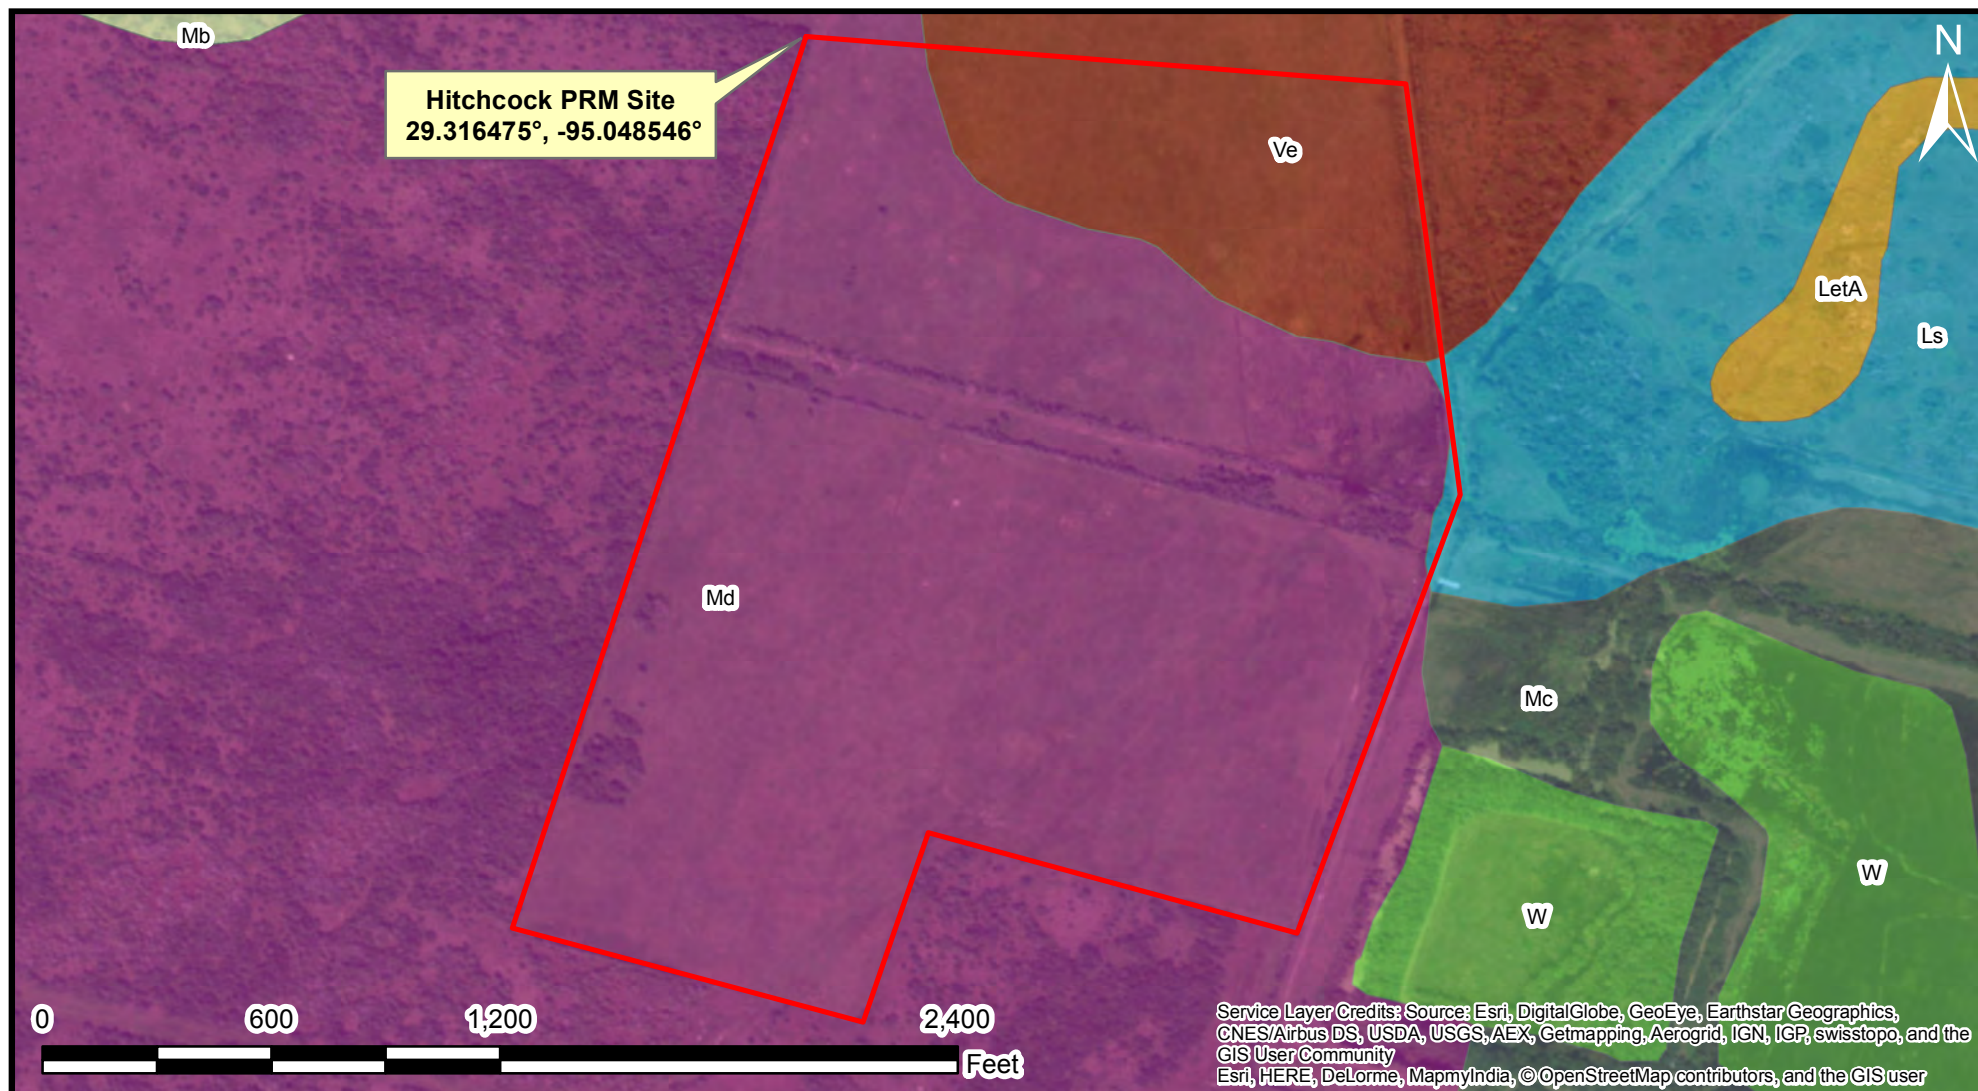 Mb
N
Hitchcock PRM Site
29.316475°, -95.048546°
Ve
LetA
Ls
Md
Mc
W
W
0 600 1,200 2,400
Feet
Service Layer Credits: Source: Esri, DigitalGlobe, GeoEye, Earthstar Geographics,
CNES/Airbus DS, USDA, USGS, AEX, Getmapping, Aerogrid, IGN, IGP, swisstopo, and the
GIS User Community
Esri, HERE, DeLorme, MapmyIndia, © OpenStreetMap contributors, and the GIS user